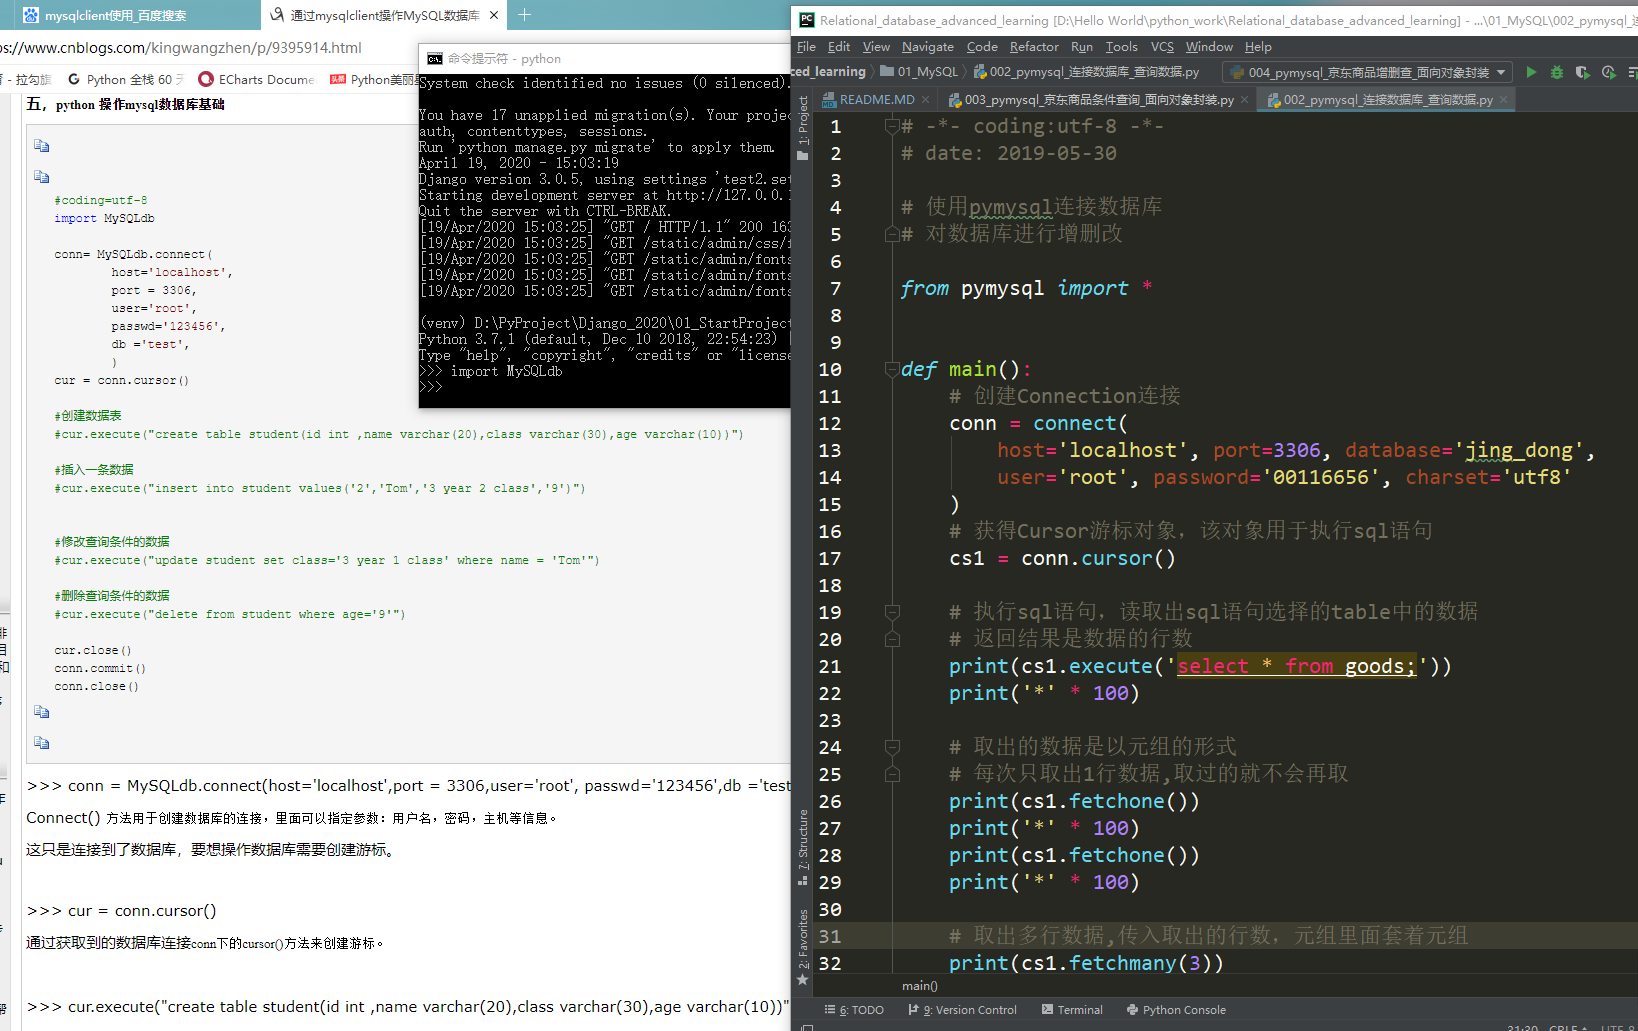 mysqlclient使用_百度搜索
通过mysqlclient操作MySQL数据库
s://www.cnblogs.com/kingwangzhen/p/9395914.html
- 拉勾旗
Python 全栈 60 天
ECharts Docume
Python美丽
五，python 操作mysql数据库基础
#coding=utf-8
import MySQLdb
conn= MySQLdb.connect(
host='localhost',
port = 3306,
user='root',
passwd='123456',
db ='test',
)
cur = conn.cursor()
#创建数据表
#cur.execute("create table student(id int ,name varchar(20),class varchar(30),age varchar(10))")
#插入一条数据
#cur.execute("insert into student values('2','Tom','3 year 2 class','9')")
#修改查询条件的数据
#cur.execute("update student set class='3 year 1 class' where name = 'Tom'")
#删除查询条件的数据
#cur.execute("delete from student where age='9'")
cur.close()
conn.commit()
conn.close()
>>> conn = MySQLdb.connect(host='localhost',port = 3306,user='root', passwd='123456',db ='test
Connect() 方法用于创建数据库的连接，里面可以指定参数：用户名，密码，主机等信息。
这只是连接到了数据库，要想操作数据库需要创建游标。
>>> cur = conn.cursor()
通过获取到的数据库连接conn下的cursor()方法来创建游标。
>>> cur.execute("create table student(id int ,name varchar(20),class varchar(30),age varchar(10))"
命令提示符 - python
System check identified no issues (0 silenced).
You have 17 unapplied migration(s). Your projec
auth, contenttypes, sessions.
Run 'python manage.py migrate' to apply them.
April 19, 2020 - 15:03:19
Django version 3.0.5, using settings 'test2.set
Starting development server at http://127.0.0.1
Quit the server with CTRL-BREAK.
[19/Apr/2020 15:03:25] "GET / HTTP/1.1" 200 163
[19/Apr/2020 15:03:25] "GET /static/admin/css/f
[19/Apr/2020 15:03:25] "GET /static/admin/fonts
[19/Apr/2020 15:03:25] "GET /static/admin/fonts
[19/Apr/2020 15:03:25] "GET /static/admin/fonts
(venv) D:\PyProject\Django_2020\01_StartProject
Python 3.7.1 (default, Dec 10 2018, 22:54:23) [
Type "help", "copyright", "credits" or "license
>>> import MySQLdb
>>>
Relational_database_advanced_learning [D:\Hello World\python_work\Relational_database_advanced_learning] - ...\01_MySQL\002_pymysql_
File Edit View Navigate Code Refactor Run Tools VCS Window Help
ced_learning
01_MySQL
002_pymysql_连接数据库_查询数据.py
004_pymysql_京东商品增删查_面向对象封装
README.MD
003_pymysql_京东商品条件查询_面向对象封装.py
002_pymysql_连接数据库_查询数据.py
1: Project
7: Structure
2: Favorites
1 # -*- coding:utf-8 -*-
2 # date: 2019-05-30
3
4 # 使用pymysql连接数据库
5 # 对数据库进行增删改
6
7 from pymysql import *
8
9
10 def main():
11 # 创建Connection连接
12 conn = connect(
13 host='localhost', port=3306, database='jing_dong',
14 user='root', password='00116656', charset='utf8'
15 )
16 # 获得Cursor游标对象，该对象用于执行sql语句
17 cs1 = conn.cursor()
18
19 # 执行sql语句，读取出sql语句选择的table中的数据
20 # 返回结果是数据的行数
21 print(cs1.execute('select * from goods;'))
22 print('*' * 100)
23
24 # 取出的数据是以元组的形式
25 # 每次只取出1行数据,取过的就不会再取
26 print(cs1.fetchone())
27 print('*' * 100)
28 print(cs1.fetchone())
29 print('*' * 100)
30
31 # 取出多行数据,传入取出的行数，元组里面套着元组
32 print(cs1.fetchmany(3))
main()
6: TODO
9: Version Control
Terminal
Python Console